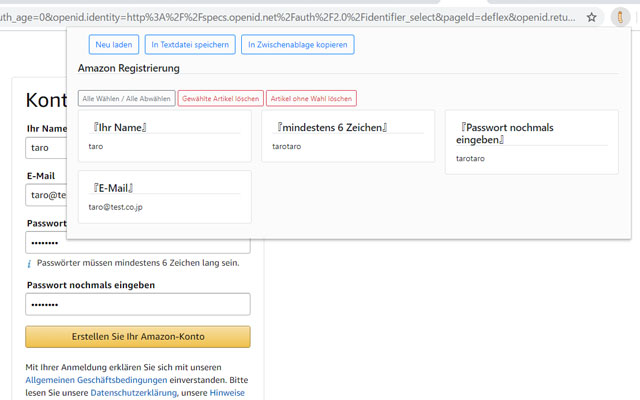 uth_age=0&openid.identity=http%3A%2F%2Fspecs.openid.net%2Fauth%2F2.0%2Fidentifier_select&pageId=deflex&openid.retu...
Neu laden
In Textdatei speichern
In Zwischenablage kopieren
Amazon Registrierung
Alle Wählen / Alle Abwählen
Gewählte Artikel löschen
Artikel ohne Wahl löschen
『Ihr Name』
taro
『mindestens 6 Zeichen』
tarotaro
『Passwort nochmals
eingeben』
tarotaro
『E-Mail』
taro@test.co.jp
Kont
Ihr Name
taro
E-Mail
taro@te
Passwort
••••••••
i Passwörter müssen mindestens 6 Zeichen lang sein.
Passwort nochmals eingeben
••••••••
Erstellen Sie Ihr Amazon-Konto
Mit Ihrer Anmeldung erklären Sie sich mit unseren
Allgemeinen Geschäftsbedingungen einverstanden. Bitte
lesen Sie unsere Datenschutzerklärung, unsere Hinweise